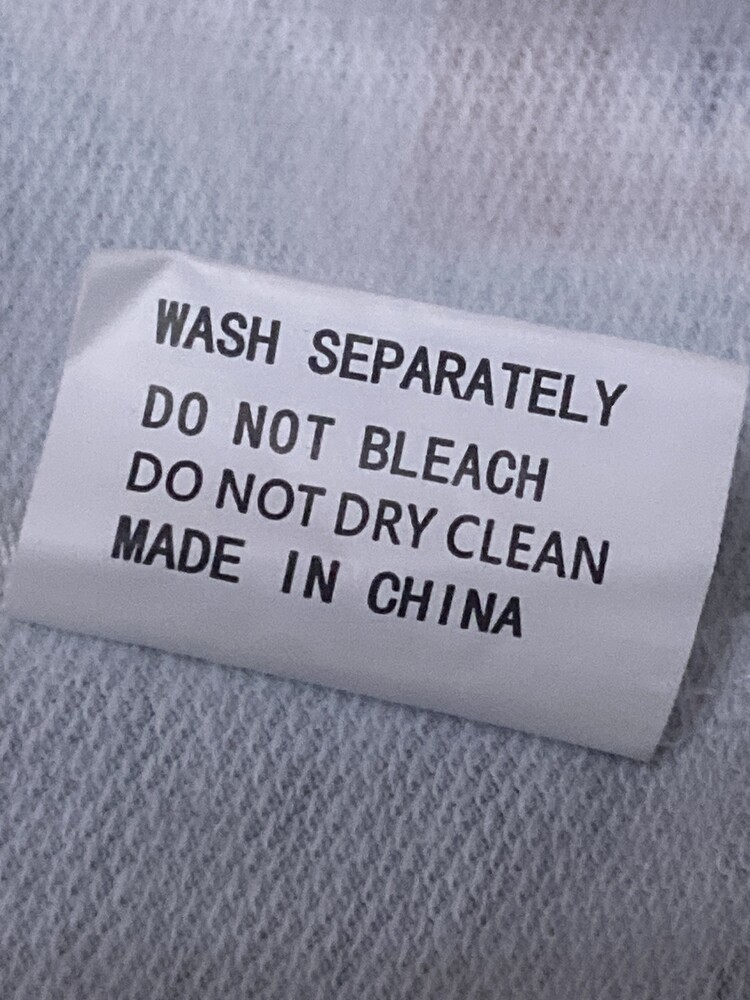 WASH SEPARATELY
DO NOT BLEACH
DO NOT DRY CLEAN
MADE IN CHINA